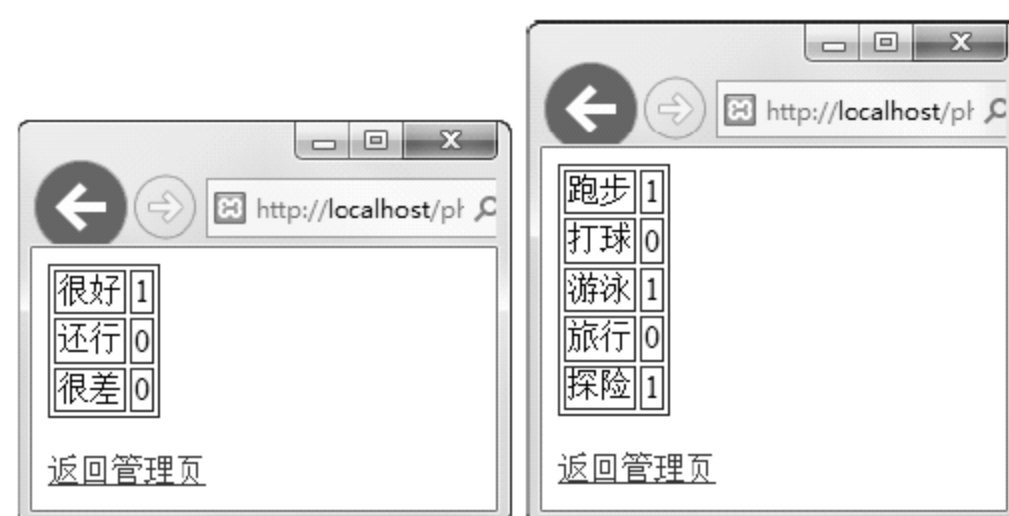 http://localhost/ph
很好 1
还行 0
很差 0
返回管理页
http://localhost/ph
跑步 1
打球 0
游泳 1
旅行 0
探险 1
返回管理页